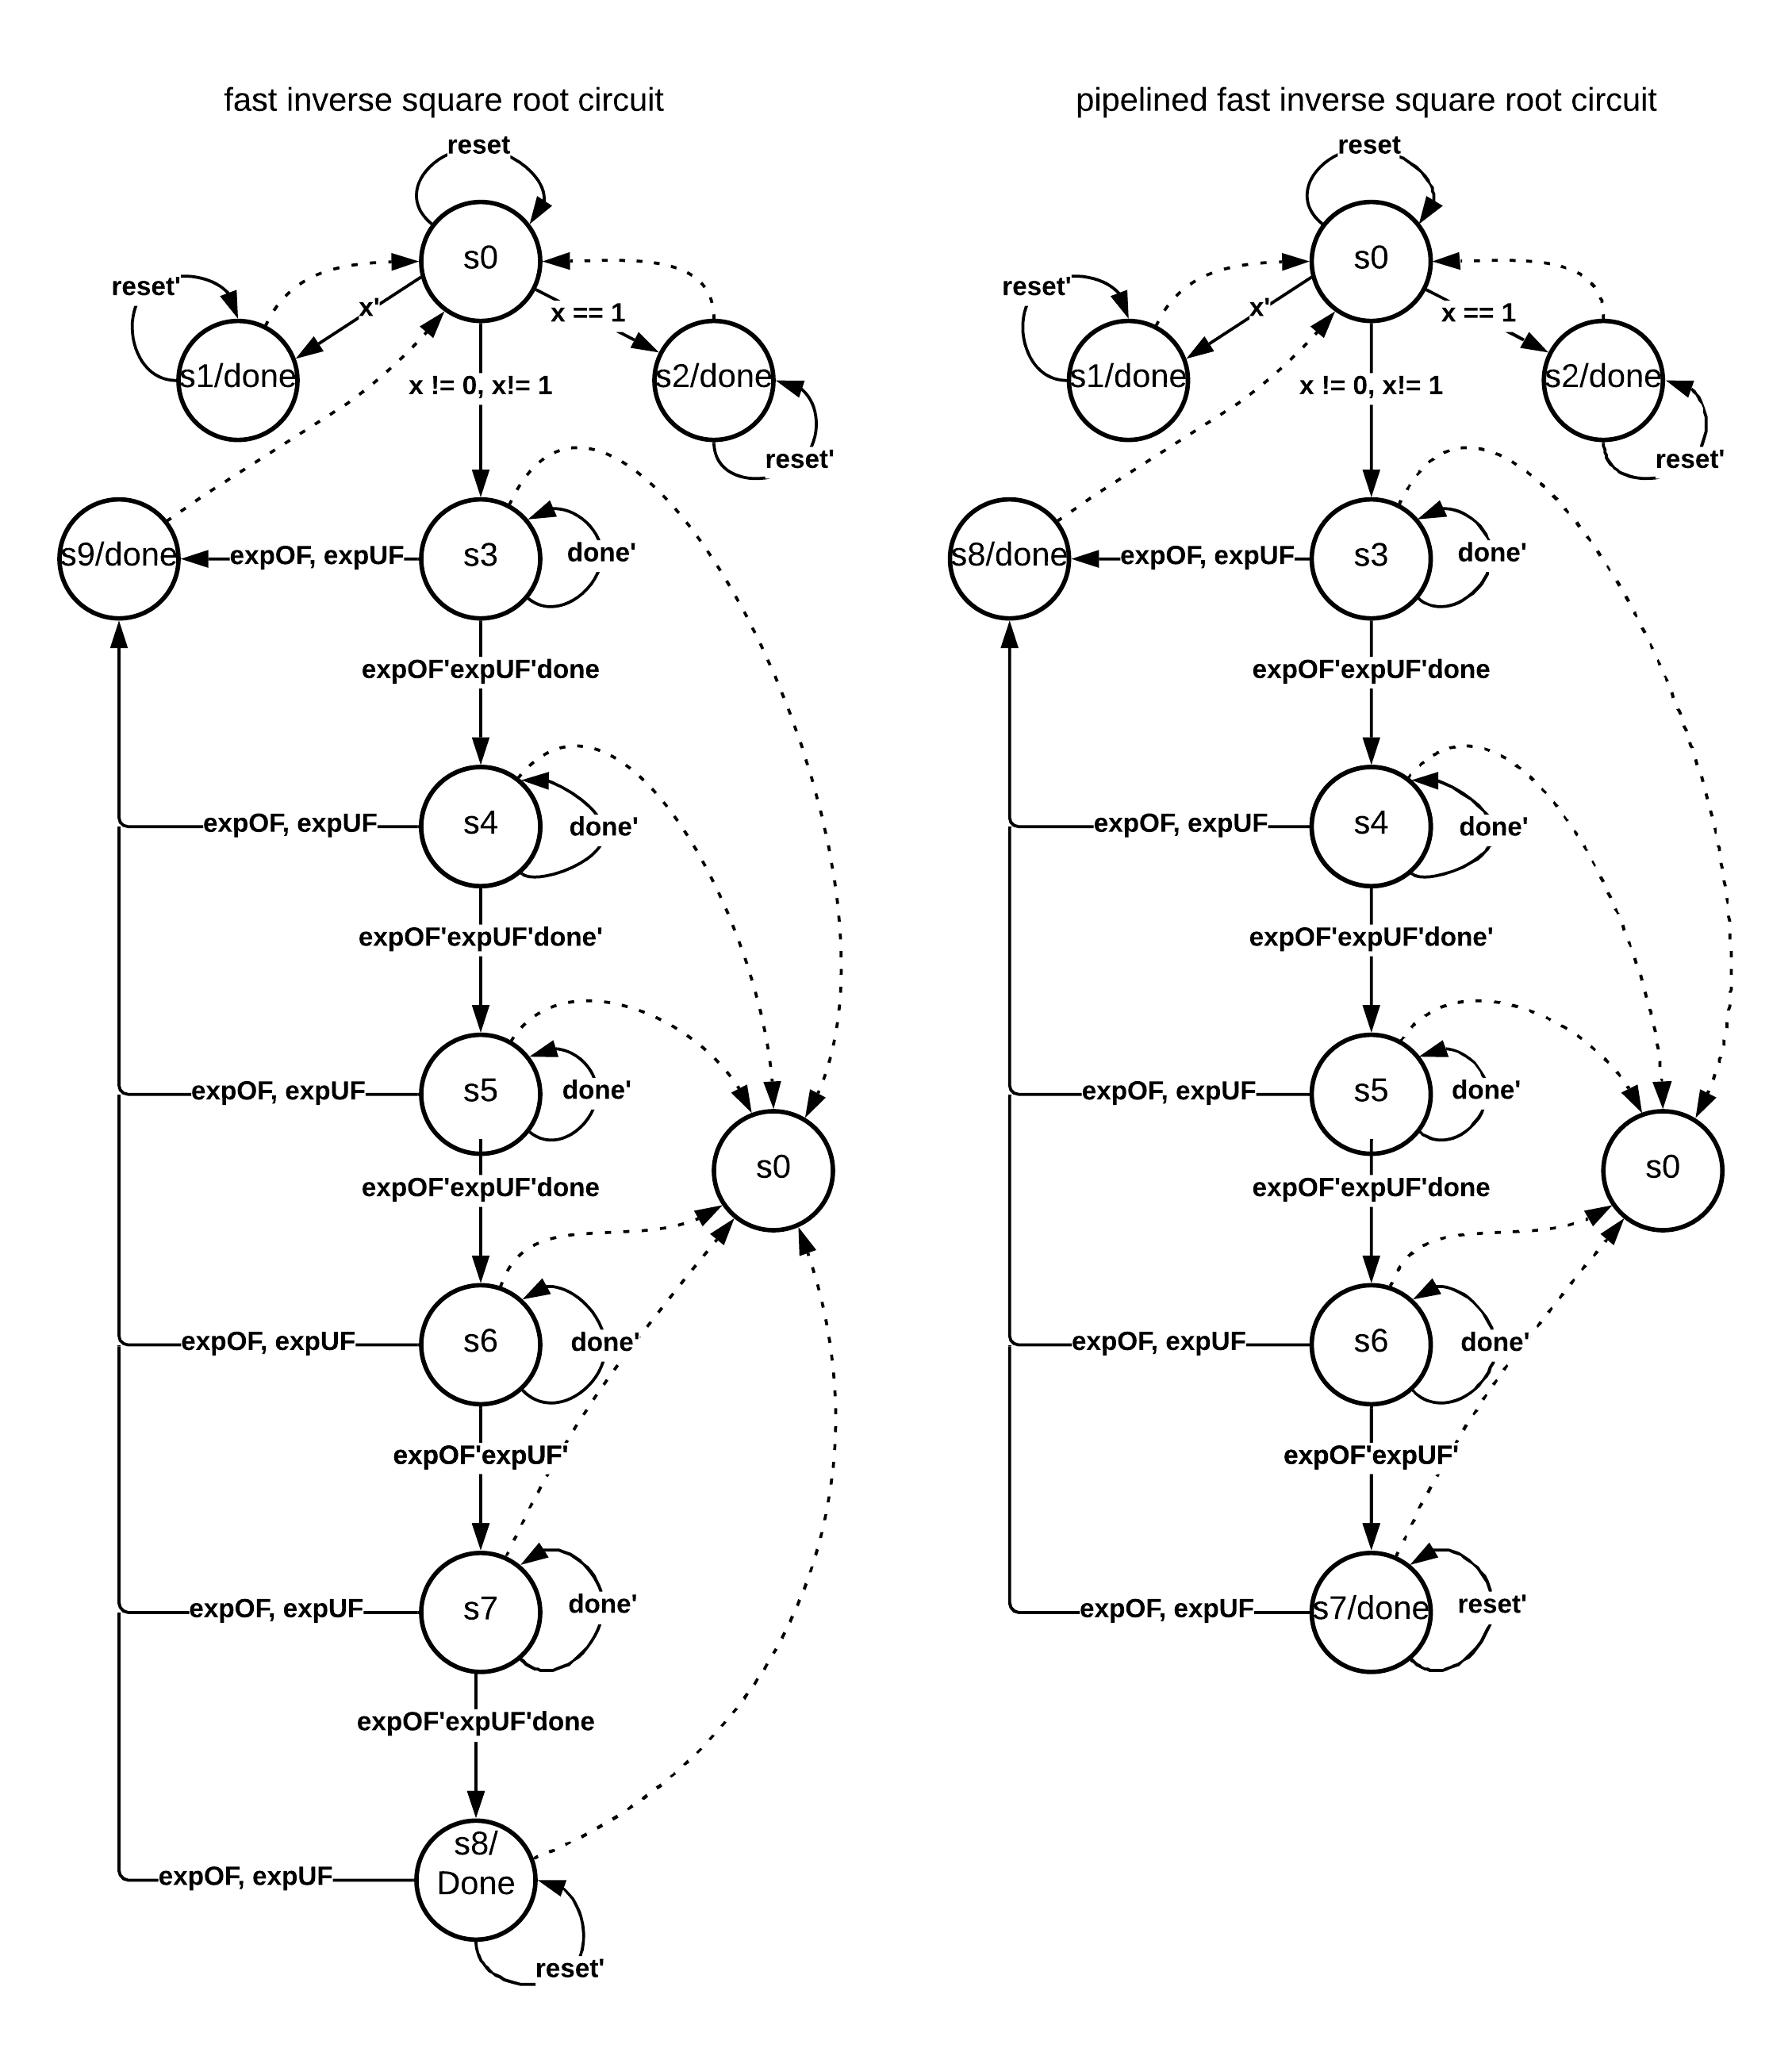 fast inverse square root circuit
reset
s0
reset'
x'
x == 1
s1/done
s2/done
x != 0, x!= 1
reset'
s9/done
expOF, expUF
s3
done'
expOF'expUF'done
expOF, expUF
s4
done'
expOF'expUF'done'
expOF, expUF
s5
done'
s0
expOF'expUF'done
expOF, expUF
s6
done'
expOF'expUF'
expOF, expUF
s7
done'
expOF'expUF'done
expOF, expUF
s8/
Done
reset'
pipelined fast inverse square root circuit
reset
s0
reset'
x'
x == 1
s1/done
s2/done
x != 0, x!= 1
reset'
s8/done
expOF, expUF
s3
done'
expOF'expUF'done
expOF, expUF
s4
done'
expOF'expUF'done'
expOF, expUF
s5
done'
s0
expOF'expUF'done
expOF, expUF
s6
done'
expOF'expUF'
expOF, expUF
s7/done
reset'